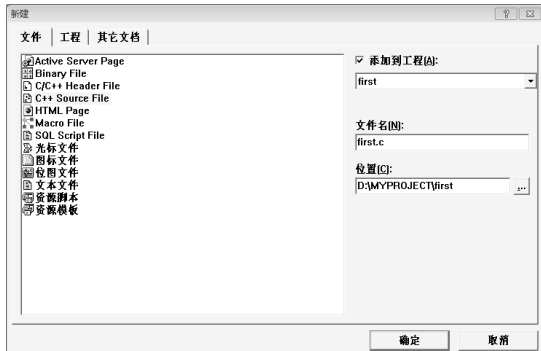 新建
文件 工程 其它文档
Active Server Page
Binary File
C/C++ Header File
C++ Source File
HTML Page
Macro File
SQL Script File
光标文件
图标文件
位图文件
文本文件
资源脚本
资源模板
添加到工程(A):
first
文件名(N):
first.c
位置(C):
D:\MYPROJECT\first
...
确定 取消